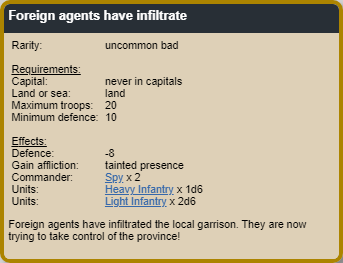 Foreign agents have infiltrate
Rarity: uncommon bad
Requirements:
Capital: never in capitals
Land or sea: land
Maximum troops: 20
Minimum defence: 10
Effects:
Defence: -8
Gain affliction: tainted presence
Commander: Spy x 2
Units: Heavy Infantry x 1d6
Units: Light Infantry x 2d6
Foreign agents have infiltrated the local garrison. They are now
trying to take control of the province!